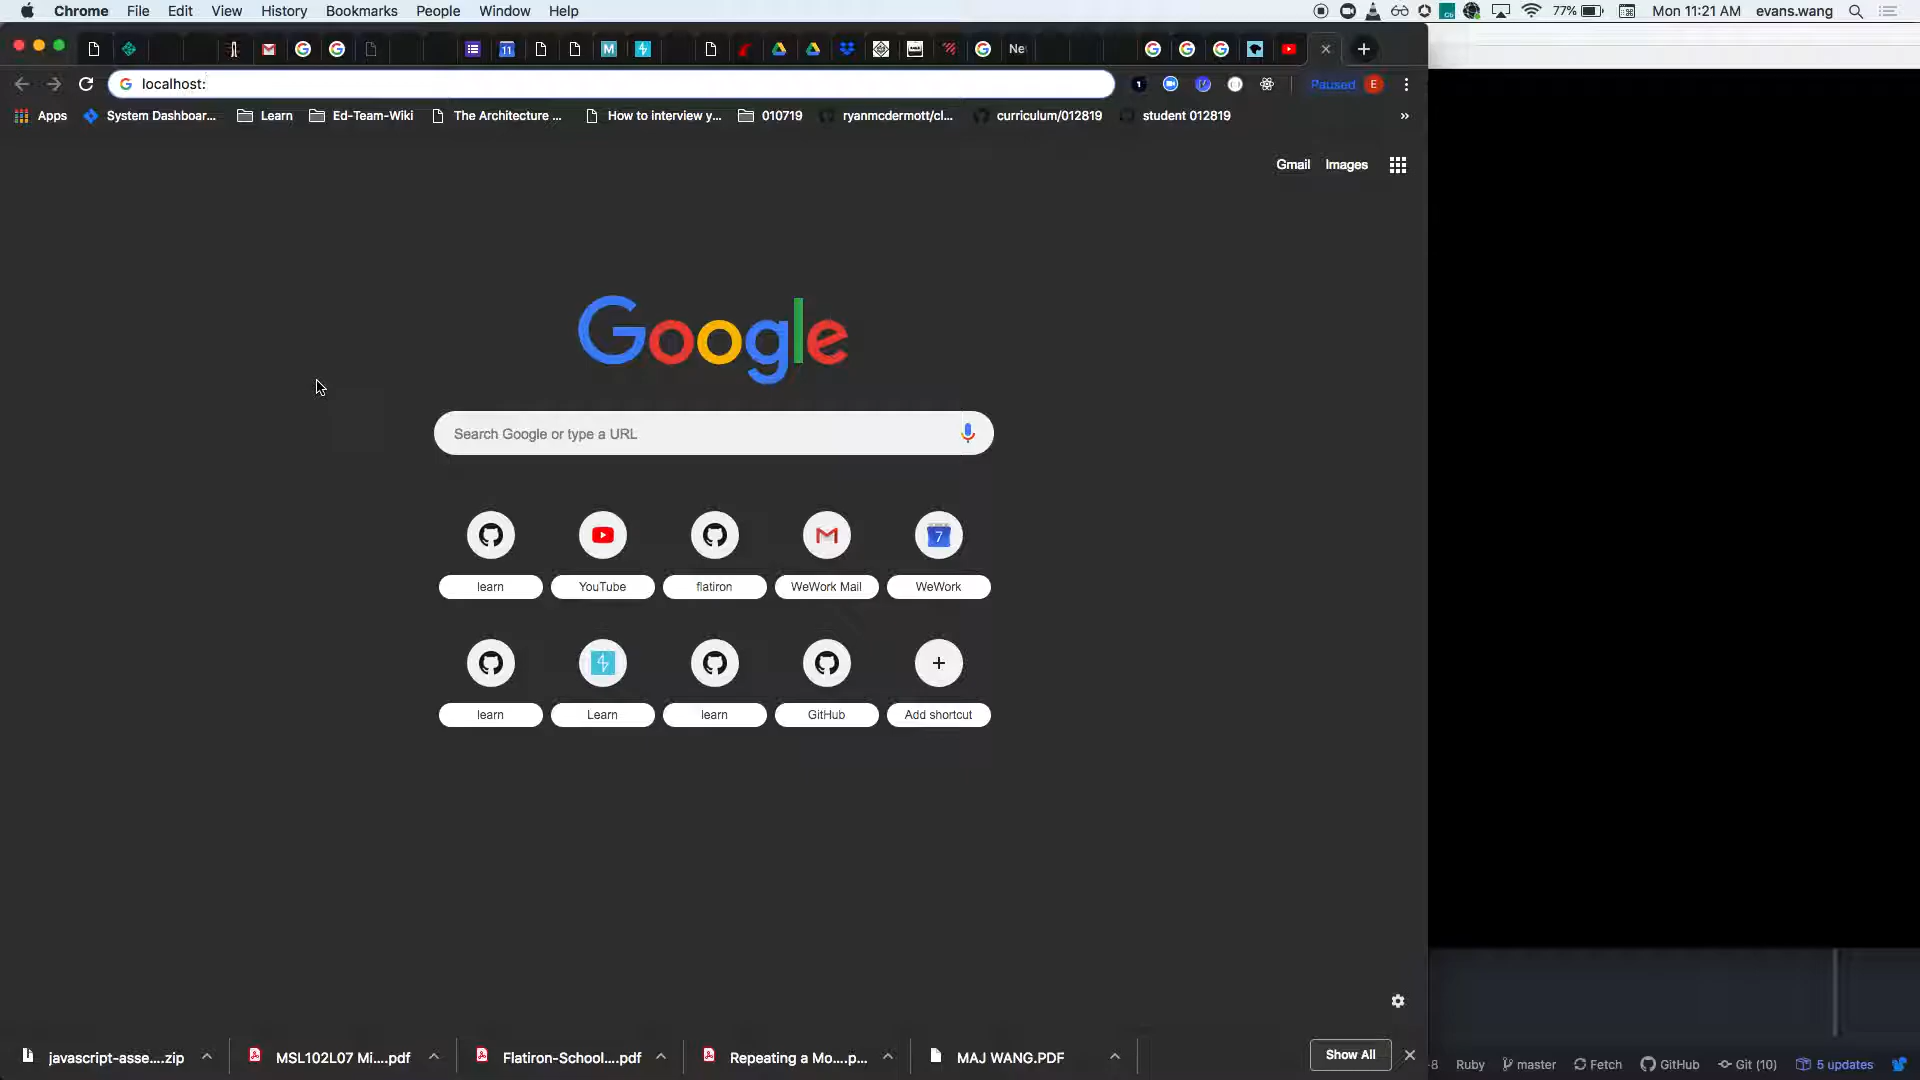 Chrome File Edit View History Bookmarks People Window Help 77% Mon 11:21 AM evans.wang
11 M Ne
localhost: Paused E
Apps System Dashboar... Learn Ed-Team-Wiki The Architecture ... How to interview y... 010719 ryanmcdermott/cl... curriculum/012819 student 012819 »
Gmail Images
Google
Search Google or type a URL
7
learn YouTube flatiron WeWork Mail WeWork
learn Learn learn GitHub Add shortcut
javascript-asse....zip MSL102L07 Mi....pdf Flatiron-School....pdf Repeating a Mo....p... MAJ WANG.PDF Show All
-8 Ruby master Fetch GitHub Git (10) 5 updates